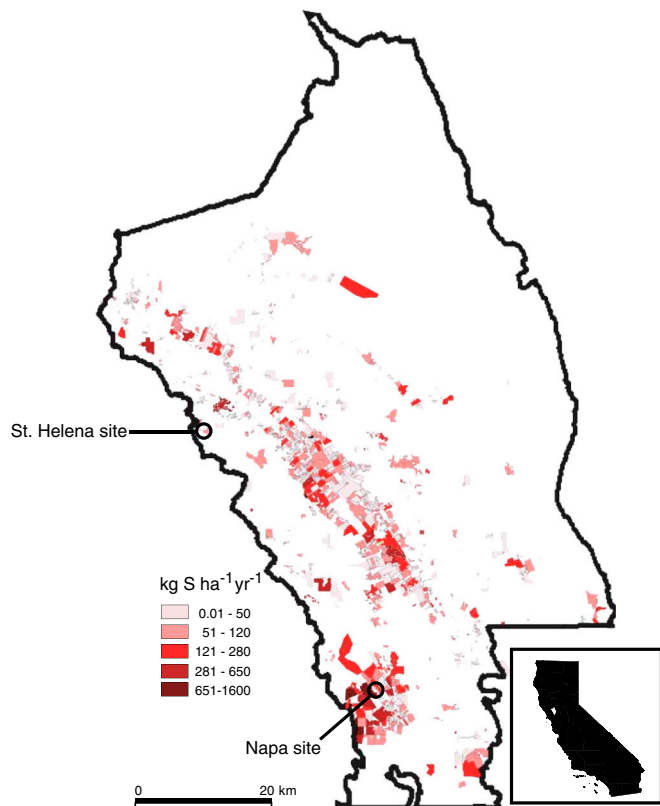 St. Helena site
kg S ha⁻¹yr⁻¹
0.01 - 50
51 - 120
121 - 280
281 - 650
651-1600
Napa site
0 20 km